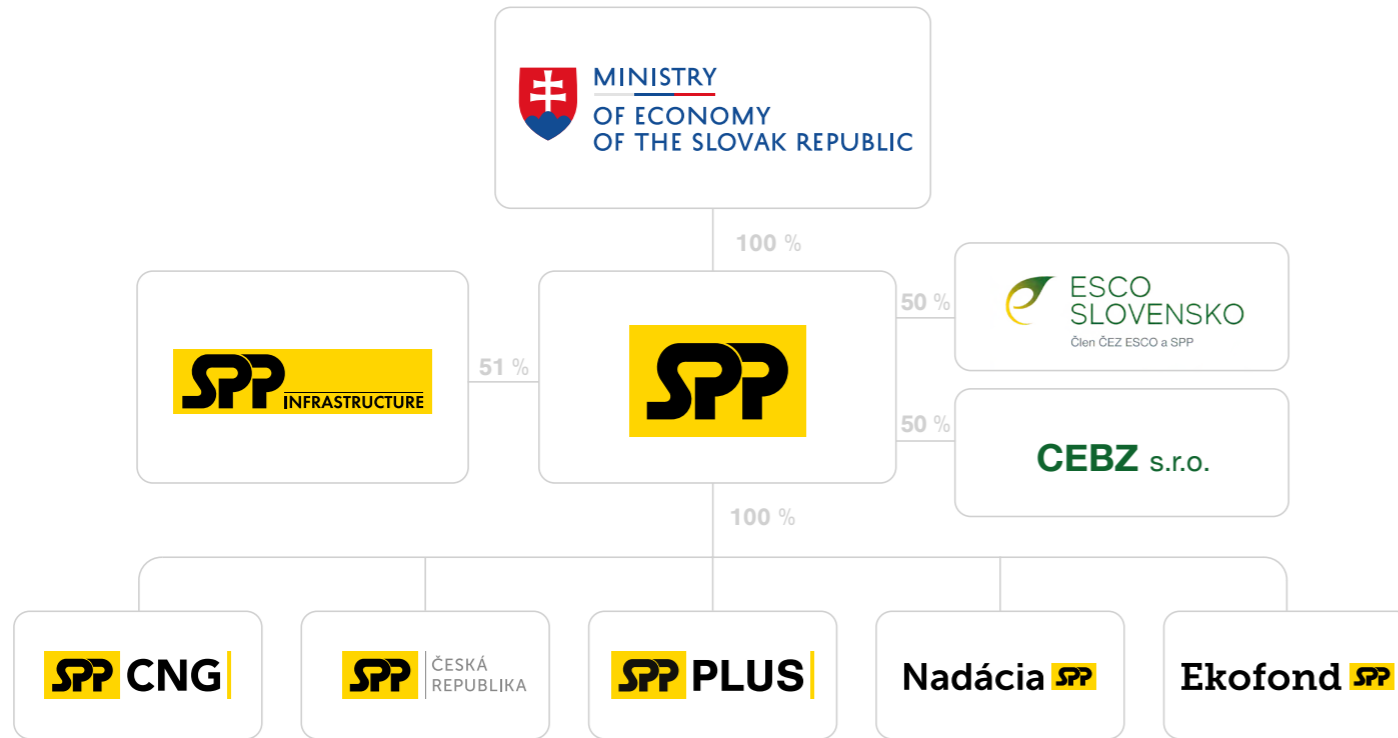 MINISTRY
OF ECONOMY
OF THE SLOVAK REPUBLIC
100 %
SPP INFRASTRUCTURE
51 %
SPP
50 %
ESCO
SLOVENSKO
Člen ČEZ ESCO a SPP
50 %
CEBZ s.r.o.
100 %
SPP CNG
SPP ČESKÁ
REPUBLIKA
SPP PLUS
Nadácia SPP
Ekofond SPP